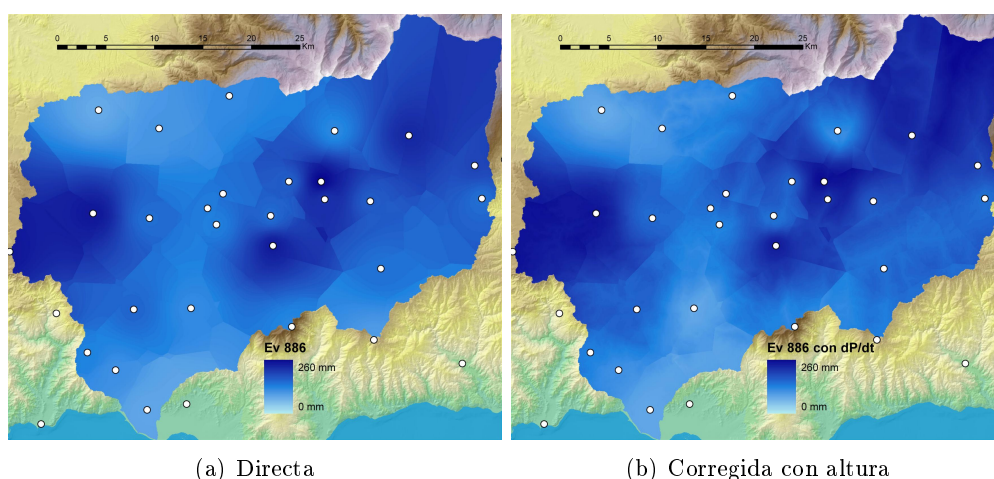 0 5 10 15 20 25 Km
Ev 886
260 mm
0 mm
0 5 10 15 20 25 Km
Ev 886 con dP/dt
260 mm
0 mm
(a) Directa
(b) Corregida con altura